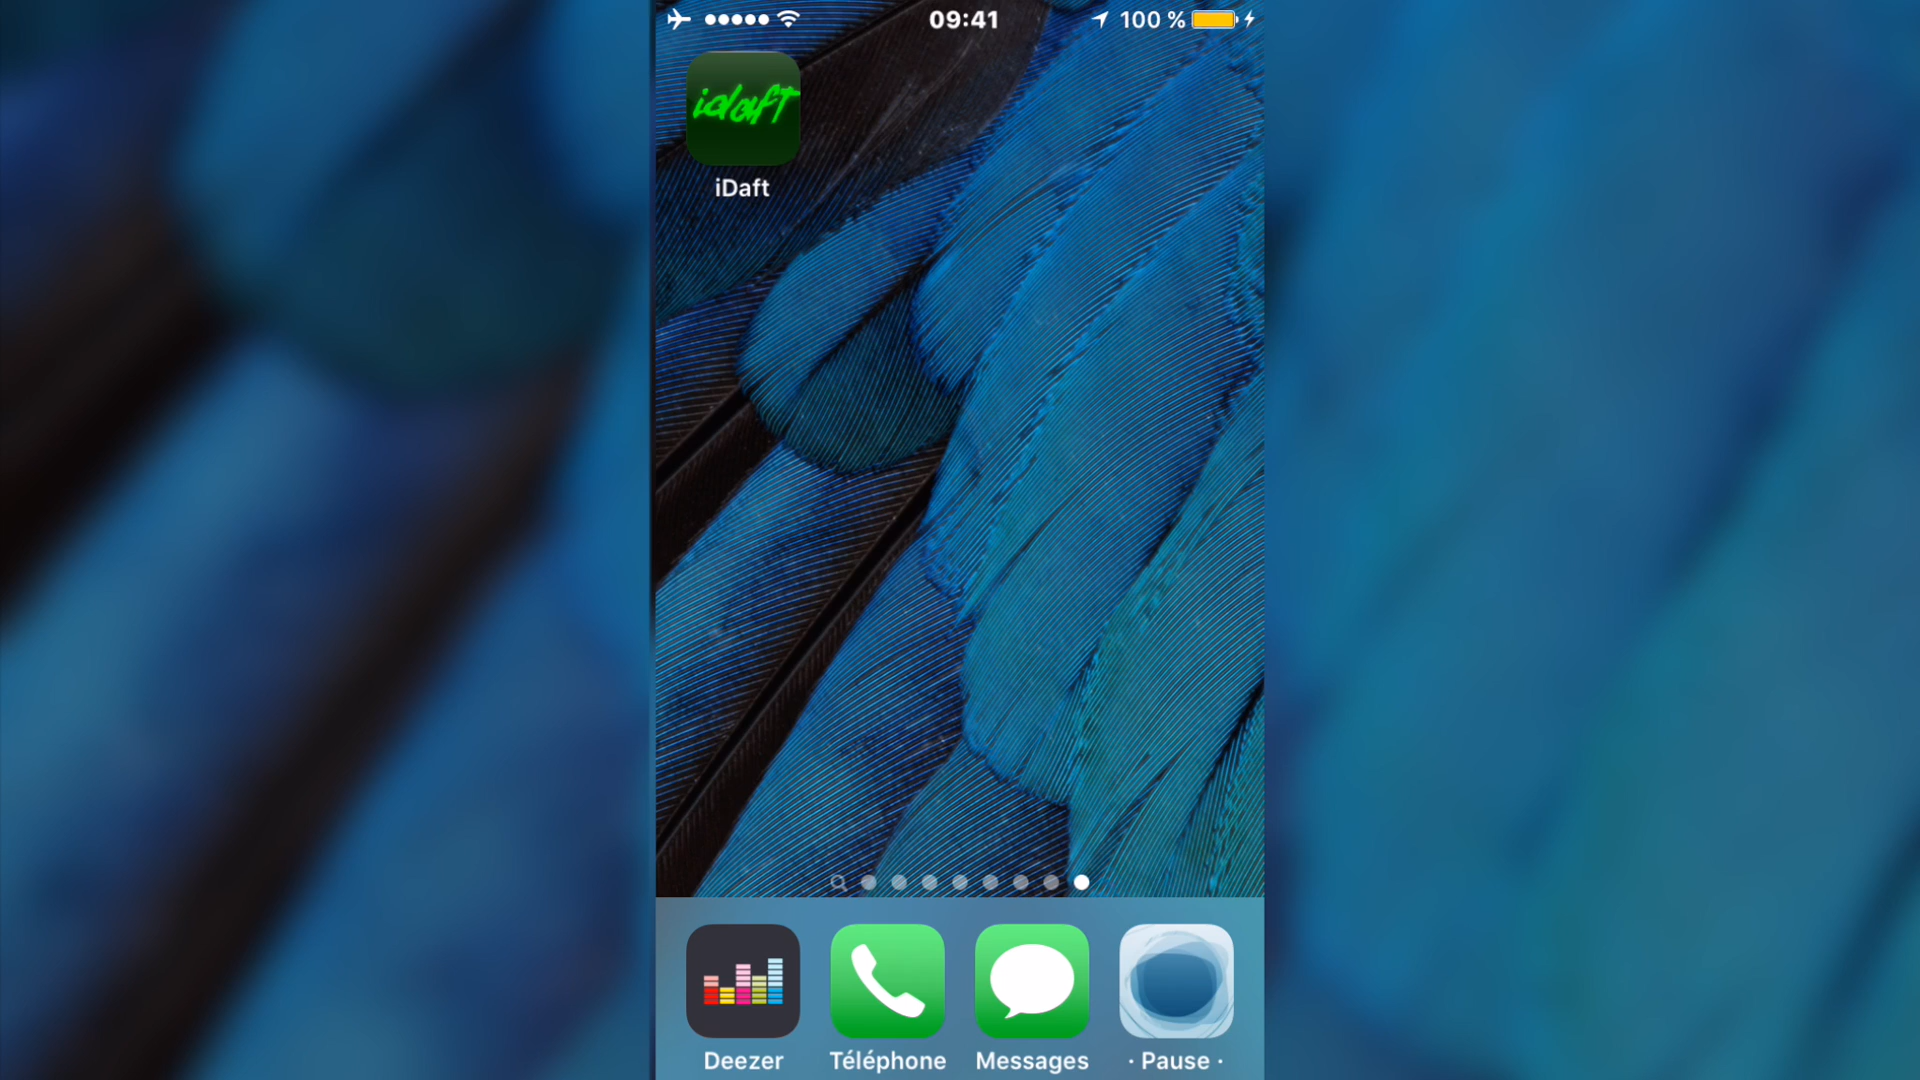 09:41
100 %
idaft
iDaft
Deezer
Téléphone
Messages
· Pause ·